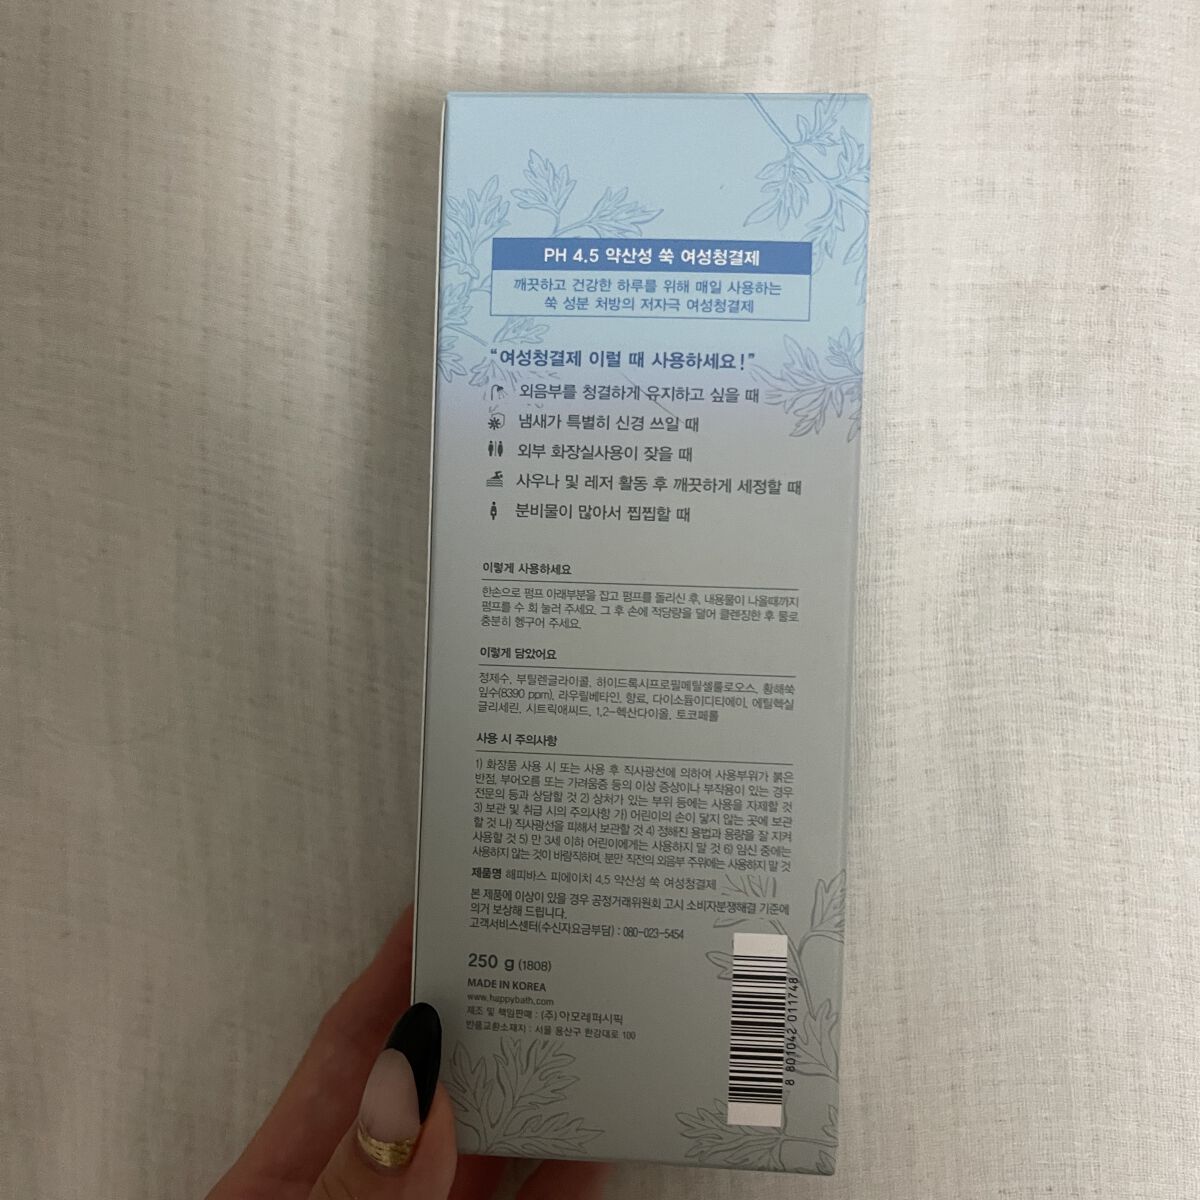 PH 4.5 약산성 쑥 여성청결제
깨끗하고 건강한 하루를 위해 매일 사용하는
쑥 성분 처방의 저자극 여성청결제
“여성청결제 이럴 때 사용하세요!”
외음부를 청결하게 유지하고 싶을 때
냄새가 특별히 신경 쓰일 때
외부 화장실사용이 잦을 때
사우나 및 레저 활동 후 깨끗하게 세정할 때
분비물이 많아서 찝찝할 때
이렇게 사용하세요
한손으로 펌프 아래부분을 잡고 펌프를 돌리신 후, 내용물이 나올때까지
펌프를 수 회 눌러 주세요. 그 후 손에 적당량을 덜어 클렌징한 후 물로
충분히 헹구어 주세요.
이렇게 담았어요
정제수, 부틸렌글라이콜, 하이드록시프로필메틸셀룰로오스, 황해쑥
잎수(8390 ppm), 라우릴베타인, 향료, 다이소듐이디티에이, 에틸헥실
글리세린, 시트릭애씨드, 1,2-헥산다이올, 토코페롤
사용 시 주의사항
1) 화장품 사용 시 또는 사용 후 직사광선에 의하여 사용부위가 붉은
반점, 부어오름 또는 가려움증 등의 이상 증상이나 부작용이 있는 경우
전문의 등과 상담할 것 2) 상처가 있는 부위 등에는 사용을 자제할 것
3) 보관 및 취급 시의 주의사항 가) 어린이의 손이 닿지 않는 곳에 보관
할 것 나) 직사광선을 피해서 보관할 것 4) 정해진 용법과 용량을 잘 지켜
사용할 것 5) 만 3세 이하 어린이에게는 사용하지 말 것 6) 임신 중에는
사용하지 않는 것이 바람직하며, 분만 직전의 외음부 주위에는 사용하지 말 것
제품명 해피바스 피에이치 4.5 약산성 쑥 여성청결제
본 제품에 이상이 있을 경우 공정거래위원회 고시 소비자분쟁해결 기준에
의거 보상해 드립니다.
고객서비스센터(수신자요금부담) : 080-023-5454
250 g (1808)
MADE IN KOREA
www.happybath.com
제조 및 책임판매 : (주) 아모레퍼시픽
반품교환소재지 : 서울 용산구 한강대로 100
8 801042 011748